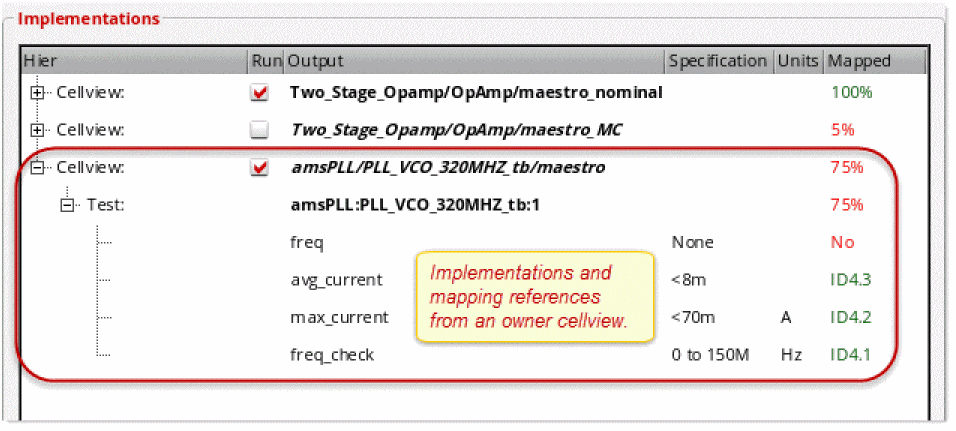 Implementations
Hier Run Output Specification Units Mapped
Cellview: Two_Stage_Opamp/OpAmp/maestro_nominal 100%
Cellview: Two_Stage_Opamp/OpAmp/maestro_MC 5%
Cellview: amsPLL/PLL_VCO_320MHZ_tb/maestro 75%
Test: amsPLL:PLL_VCO_320MHZ_tb:1 75%
freq None No
avg_current <8m ID4.3
max_current <70m A ID4.2
freq_check 0 to 150M Hz ID4.1
Implementations and
mapping references
from an owner cellview.